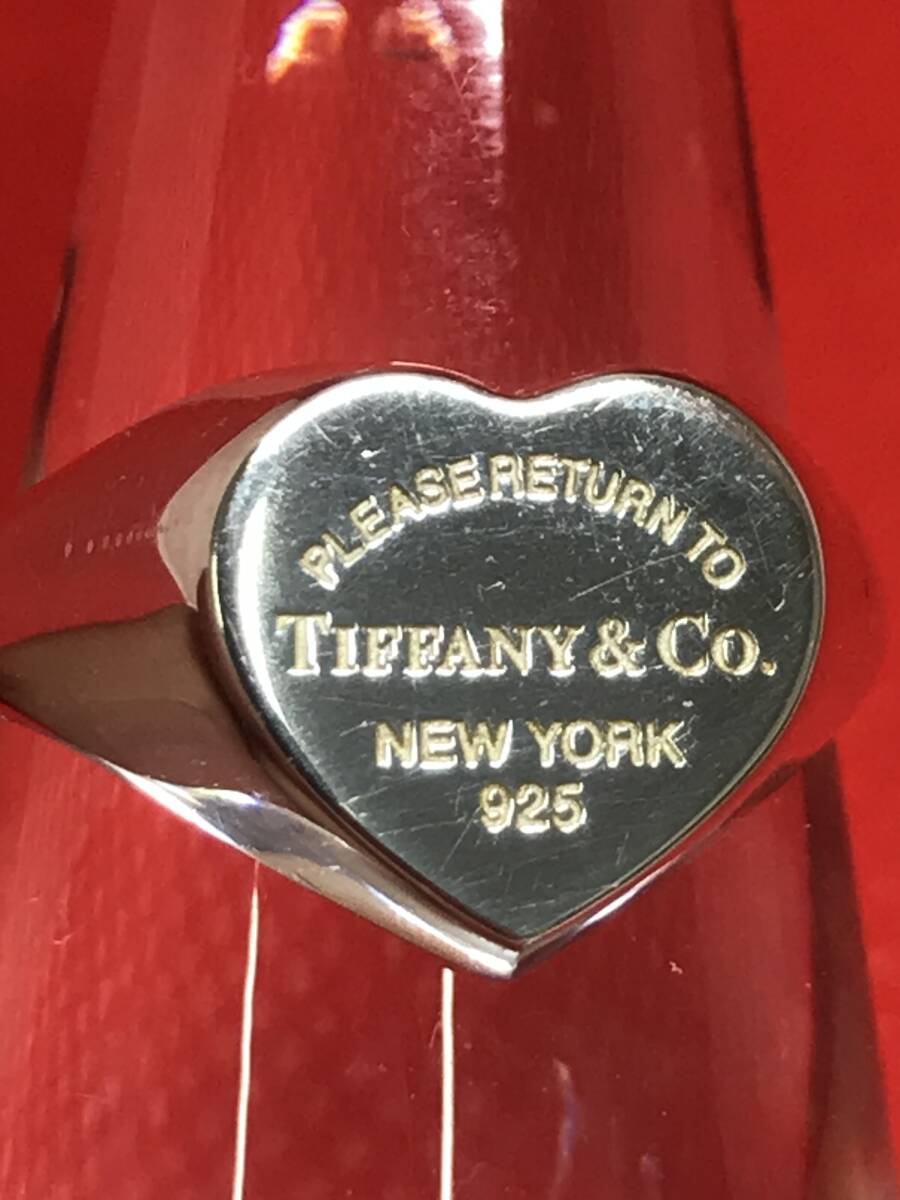 PLEASE RETURN TO
TIFFANY & CO.
NEW YORK
925